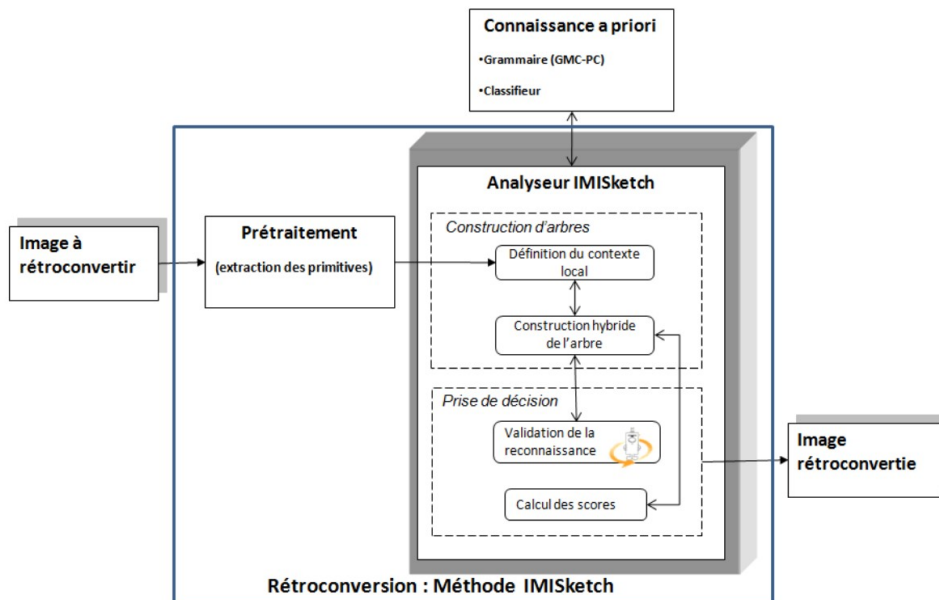 Connaissance a priori
•Grammaire (GMC-PC)
•Classifieur
Analyseur IMISketch
Construction d'arbres
Image à
rétroconvertir
Prétraitement
(extraction des primitives)
Définition du contexte
local
Construction hybride
de l'arbre
Prise de décision
Validation de la
reconnaissance
Calcul des scores
Image
rétroconvertie
Rétroconversion : Méthode IMISketch